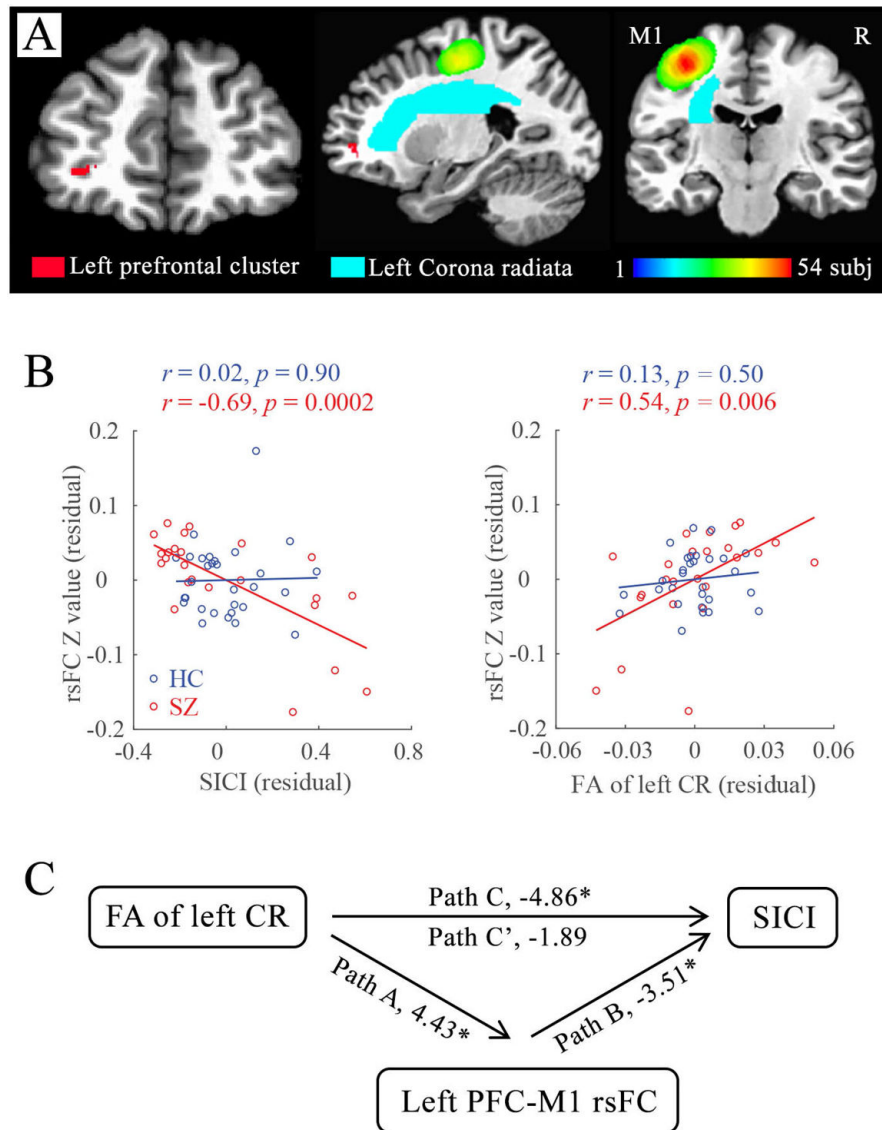 A
M1
R
Left prefrontal cluster
Left Corona radiata
1
54 subj
B
r = 0.02, p = 0.90
r = -0.69, p = 0.0002
0.2
0.1
0
-0.1
-0.2
rsFC Z value (residual)
HC
SZ
-0.4
0
0.4
0.8
SICI (residual)
r = 0.13, p = 0.50
r = 0.54, p = 0.006
0.2
0.1
0
-0.1
-0.2
rsFC Z value (residual)
-0.06
-0.03
0
0.03
0.06
FA of left CR (residual)
C
FA of left CR
Path C, -4.86*
Path C’, -1.89
SICI
Path A, 4.43*
Path B, -3.51*
Left PFC-M1 rsFC